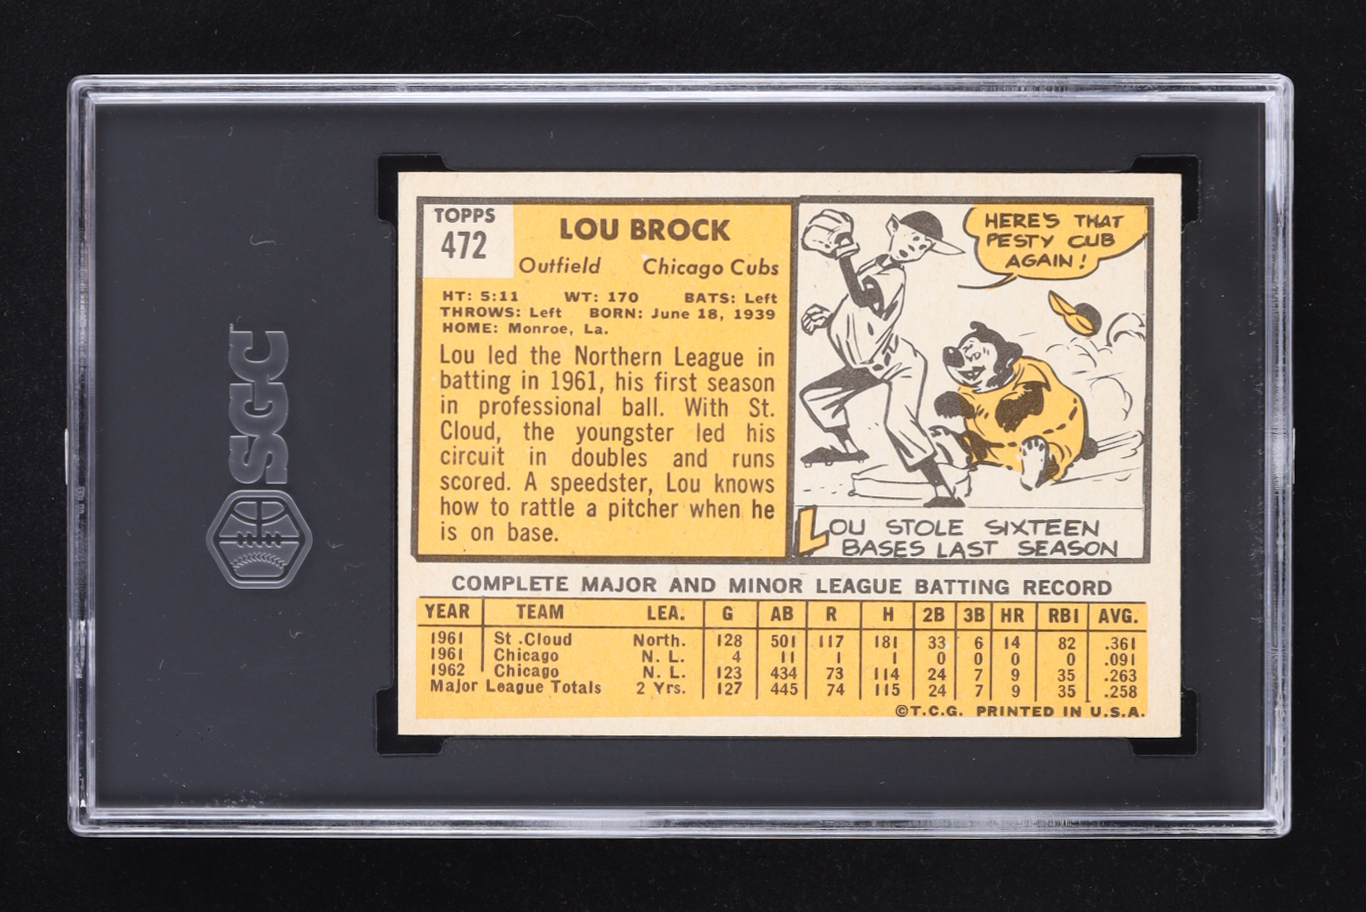 SGC
TOPPS
472
LOU BROCK
Outfield Chicago Cubs
HT: 5:11 WT: 170 BATS: Left
THROWS: Left BORN: June 18, 1939
HOME: Monroe, La.
Lou led the Northern League in
batting in 1961, his first season
in professional ball. With St.
Cloud, the youngster led his
circuit in doubles and runs
scored. A speedster, Lou knows
how to rattle a pitcher when he
is on base.
HERE'S THAT
PESTY CUB
AGAIN!
LOU STOLE SIXTEEN
BASES LAST SEASON
COMPLETE MAJOR AND MINOR LEAGUE BATTING RECORD
YEAR TEAM LEA. G AB R H 2B 3B HR RBI AVG.
1961 St .Cloud North. 128 501 117 181 33 6 14 82 .361
1961 Chicago N. L. 4 11 1 1 0 0 0 0 .091
1962 Chicago N. L. 123 434 73 114 24 7 9 35 .263
Major League Totals 2 Yrs. 127 445 74 115 24 7 9 35 .258
©T.C.G. PRINTED IN U.S.A.